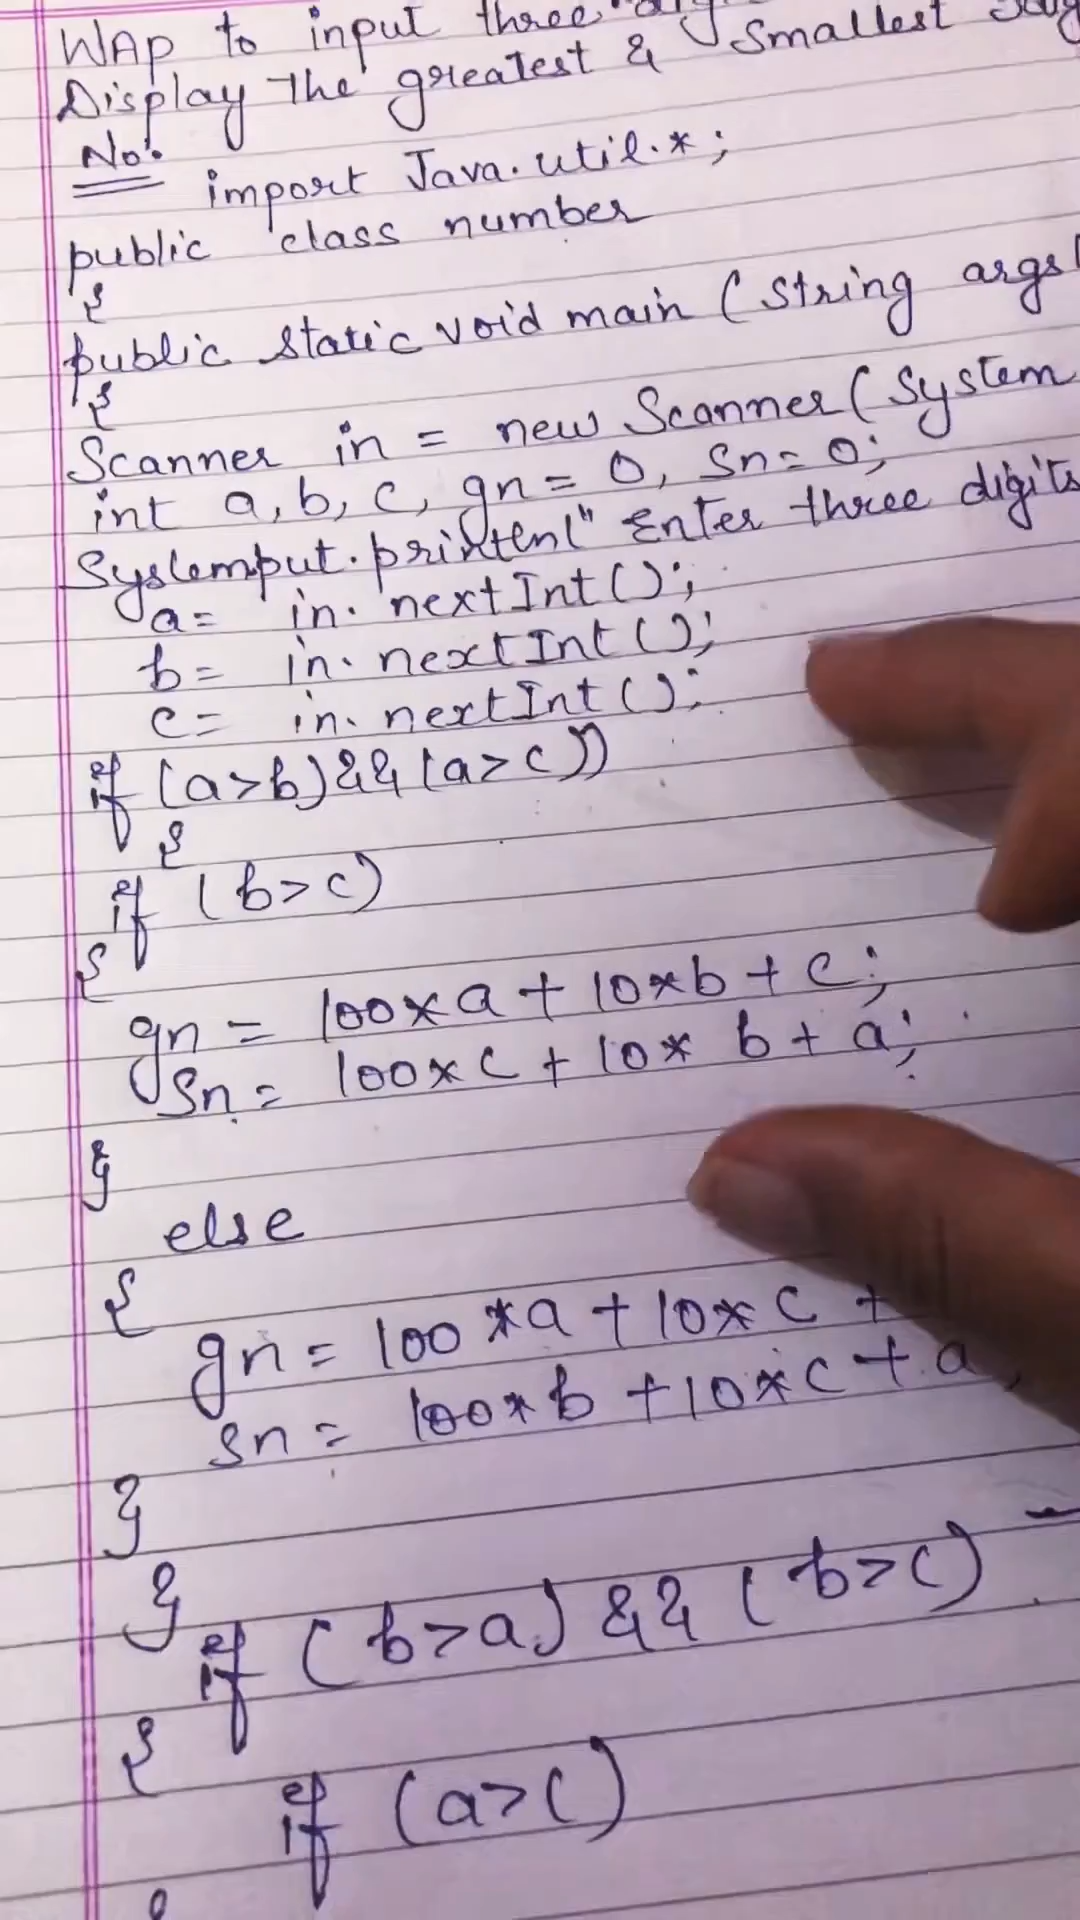 WAP to input three
Display the greatest & smallest
No:
import Java.util.*;
public class number
{
public static void main (String args[
{
Scanner in = new Scanner (System
int a, b, c, gn = 0, Sn = 0;
System.out.println(" Enter three digits
a= in. nextInt();
b= in. nextInt();
c= in. nextInt();
if (a>b)&&(a>c))
{
if (b>c)
{
gn = 100*a + 10*b + c;
Sn = 100*c + 10* b + a;
}
else
{
gn = 100 *a + 10*c +
Sn = 100*b + 10*c + a
}
}
if (b>a) && (b>c)
{
if (a>c)